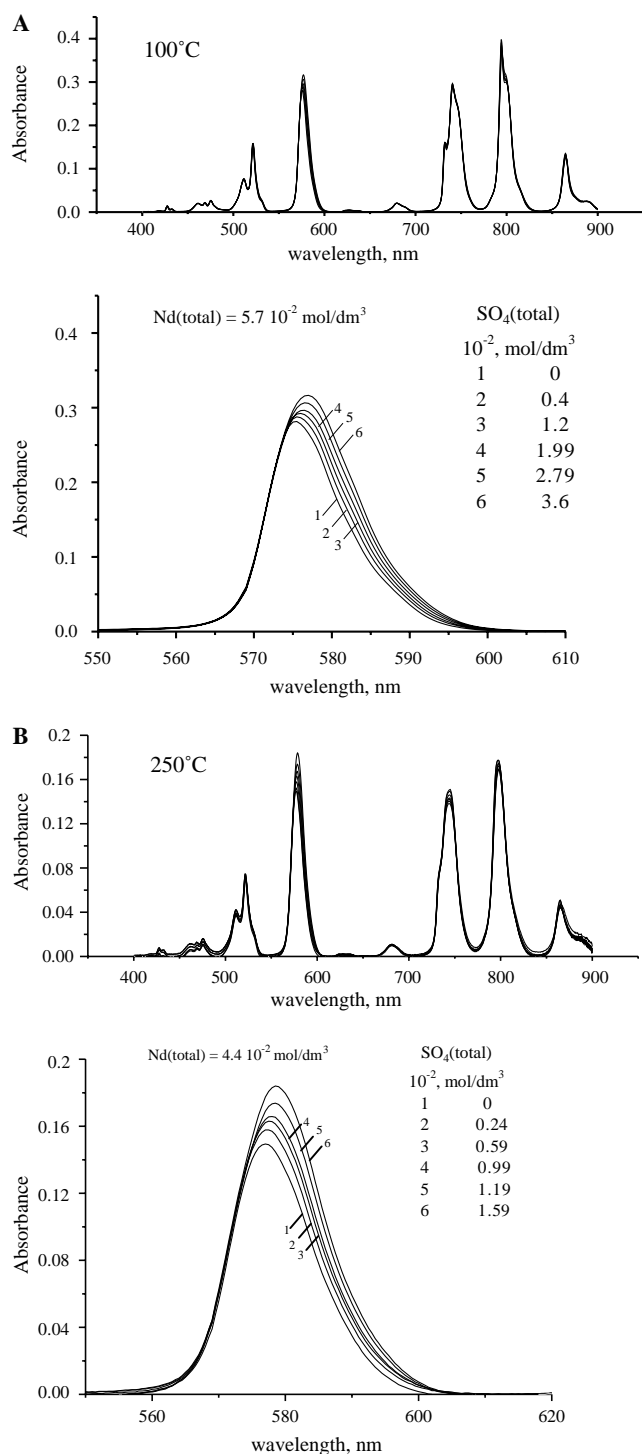 A
100°C
Absorbance
0.4
0.3
0.2
0.1
0.0
400 500 600 700 800 900
wavelength, nm
Nd(total) = 5.7 10⁻² mol/dm³
SO₄(total)
10⁻², mol/dm³
1 0
2 0.4
3 1.2
4 1.99
5 2.79
6 3.6
Absorbance
0.4
0.3
0.2
0.1
0.0
4
5
6
1
2
3
550 560 570 580 590 600 610
wavelength, nm
B
250°C
Absorbance
0.2
0.16
0.12
0.08
0.04
0.00
400 500 600 700 800 900
wavelength, nm
Nd(total) = 4.4 10⁻² mol/dm³
SO₄(total)
10⁻², mol/dm³
1 0
2 0.24
3 0.59
4 0.99
5 1.19
6 1.59
Absorbance
0.2
0.16
0.12
0.08
0.04
0.00
4
5
6
1
2
3
560 580 600 620
wavelength, nm